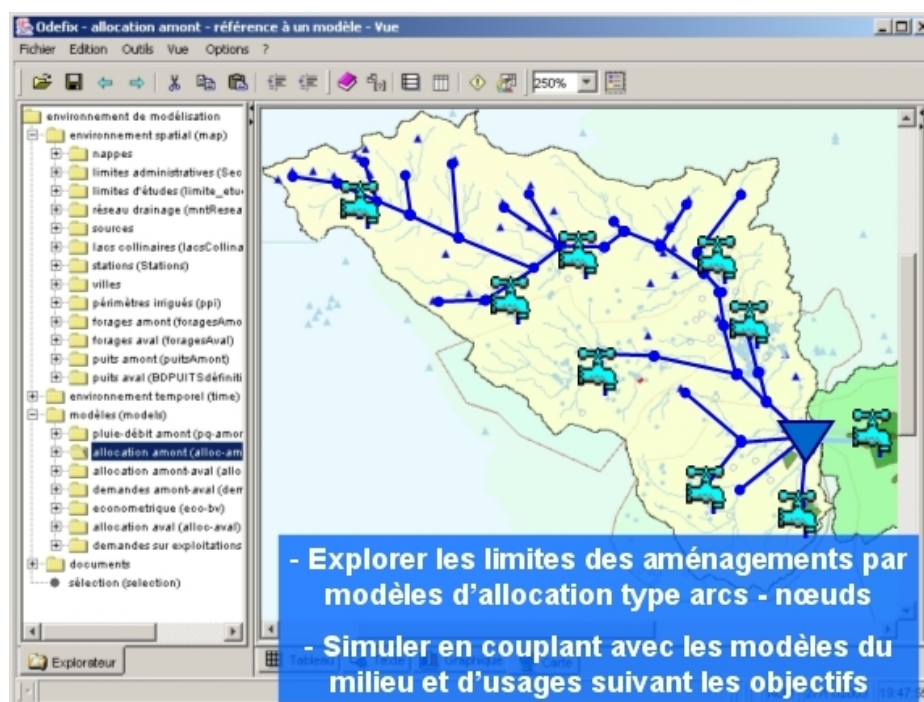 Odefix - allocation amont - référence à un modèle - Vue
Fichier Edition Outils Vue Options ?
250%
environnement de modélisation
environnement spatial (map)
nappes
limites administratives (Sec
limites d'études (limite_etu
réseau drainage (mntResea
sources
lacs collinaires (lacsCollina
stations (Stations)
villes
périmètres irrigués (ppi)
forages amont (foragesAmo
forages aval (foragesAval)
puits amont (puitsAmont)
puits aval (BDPUITSdéfiniti
environnement temporel (time)
modèles (models)
pluie-débit amont (pq-amor
allocation amont (alloc-am
allocation amont-aval (allo
demandes amont-aval (dem
econometrique (eco-bv)
allocation aval (alloc-aval)
demandes sur exploitations
documents
sélection (selection)
Explorateur
Tableau Texte Graphique Carte
- Explorer les limites des aménagements par
modèles d'allocation type arcs - nœuds
- Simuler en couplant avec les modèles du
milieu et d'usages suivant les objectifs